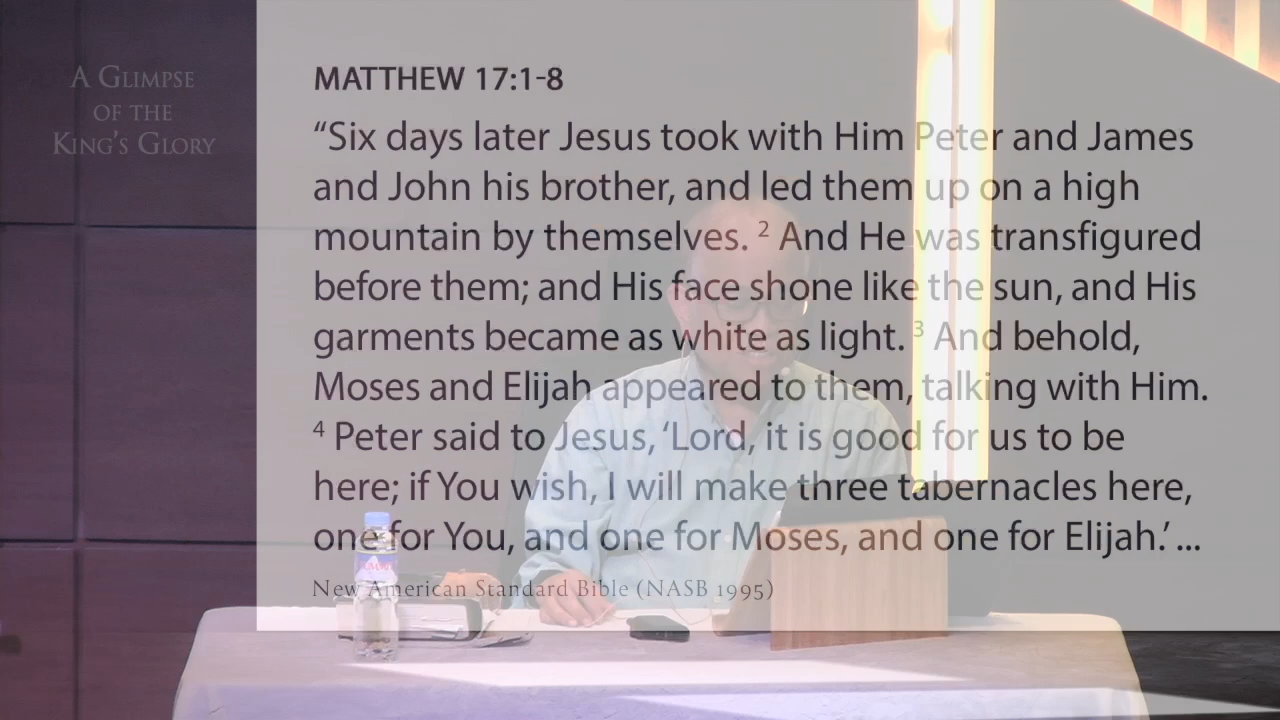 A Glimpse
of the
King's Glory
MATTHEW 17:1-8
“Six days later Jesus took with Him Peter and James
and John his brother, and led them up on a high
mountain by themselves. ² And He was transfigured
before them; and His face shone like the sun, and His
garments became as white as light. ³ And behold,
Moses and Elijah appeared to them, talking with Him.
⁴ Peter said to Jesus, ‘Lord, it is good for us to be
here; if You wish, I will make three tabernacles here,
one for You, and one for Moses, and one for Elijah.’ ...
New American Standard Bible (NASB 1995)